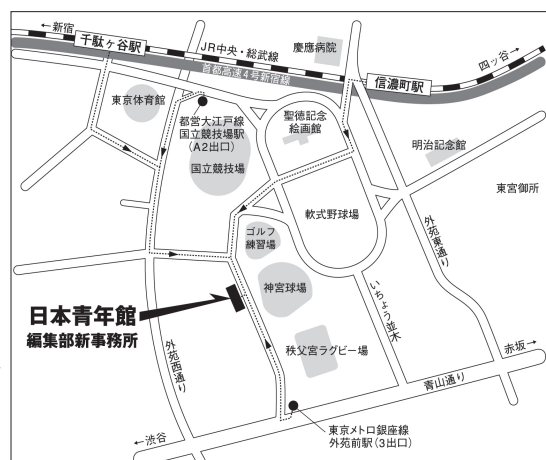 ←新宿
千駄ヶ谷駅
JR中央・総武線
慶應病院
首都高速4号新宿線
信濃町駅
四ッ谷→
東京体育館
都営大江戸線
国立競技場駅
(A2出口)
国立競技場
聖徳記念
絵画館
明治記念館
東宮御所
軟式野球場
ゴルフ
練習場
外苑東通り
神宮球場
いちょう並木
日本青年館
編集部新事務所
外苑西通り
秩父宮ラグビー場
赤坂→
青山通り
東京メトロ銀座線
外苑前駅(3出口)
←渋谷